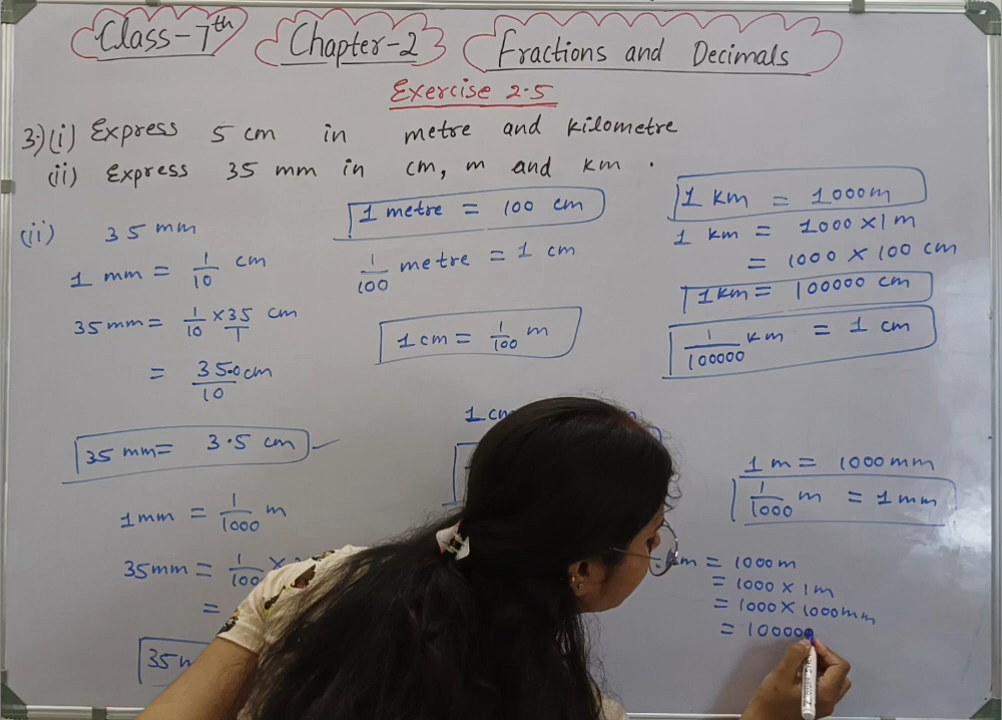 Class-7th Chapter-2 Fractions and Decimals
Exercise 2.5
3.)(i) Express 5 cm in metre and kilometre
(ii) Express 35 mm in cm, m and km .
(ii) 35 mm
1 mm = 1/10 cm
35 mm = 1/10 × 35/1 cm
= 35.0/10 cm
35 mm = 3.5 cm
1 mm = 1/1000 m
35 mm = 1/100 ×
=
35 m
1 metre = 100 cm
1/100 metre = 1 cm
1 cm = 1/100 m
1 cm
1 km = 1000 m
1 km = 1000 × 1 m
= 1000 × 100 cm
1 km = 100000 cm
1/100000 km = 1 cm
1 m = 1000 mm
1/1000 m = 1 mm
m = 1000 m
= 1000 × 1 m
= 1000 × 1000 mm
= 10000